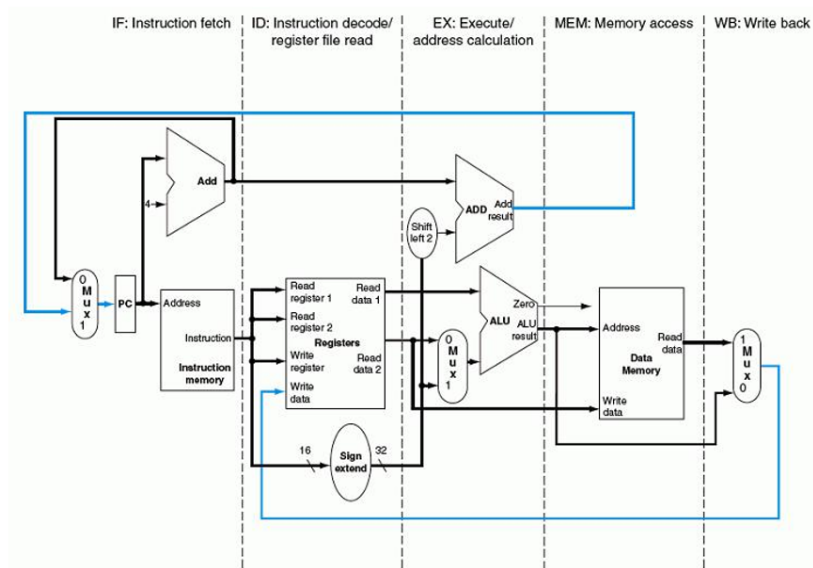 IF: Instruction fetch
ID: Instruction decode/
register file read
EX: Execute/
address calculation
MEM: Memory access
WB: Write back
Add
4
ADD
Add
result
Shift
left 2
0
M
u
x
1
PC
Address
Instruction
Instruction
memory
Read
register 1
Read
data 1
Read
register 2
Registers
Write
register
Read
data 2
Write
data
0
M
u
x
1
Zero
ALU
ALU
result
Address
Read
data
Data
Memory
Write
data
1
M
u
x
0
16
Sign
extend
32